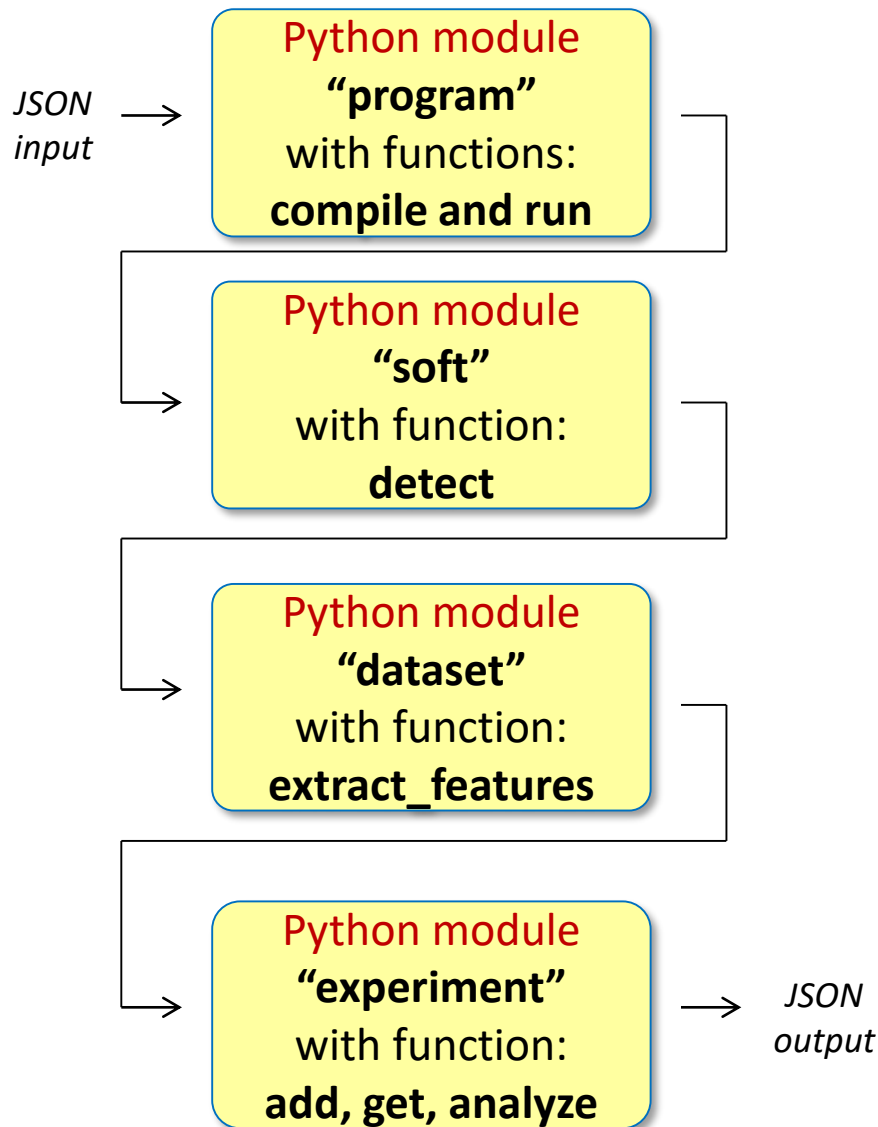 Python module
“program”
with functions:
compile and run
JSON
input
Python module
“soft”
with function:
detect
Python module
“dataset”
with function:
extract_features
Python module
“experiment”
with function:
add, get, analyze
JSON
output